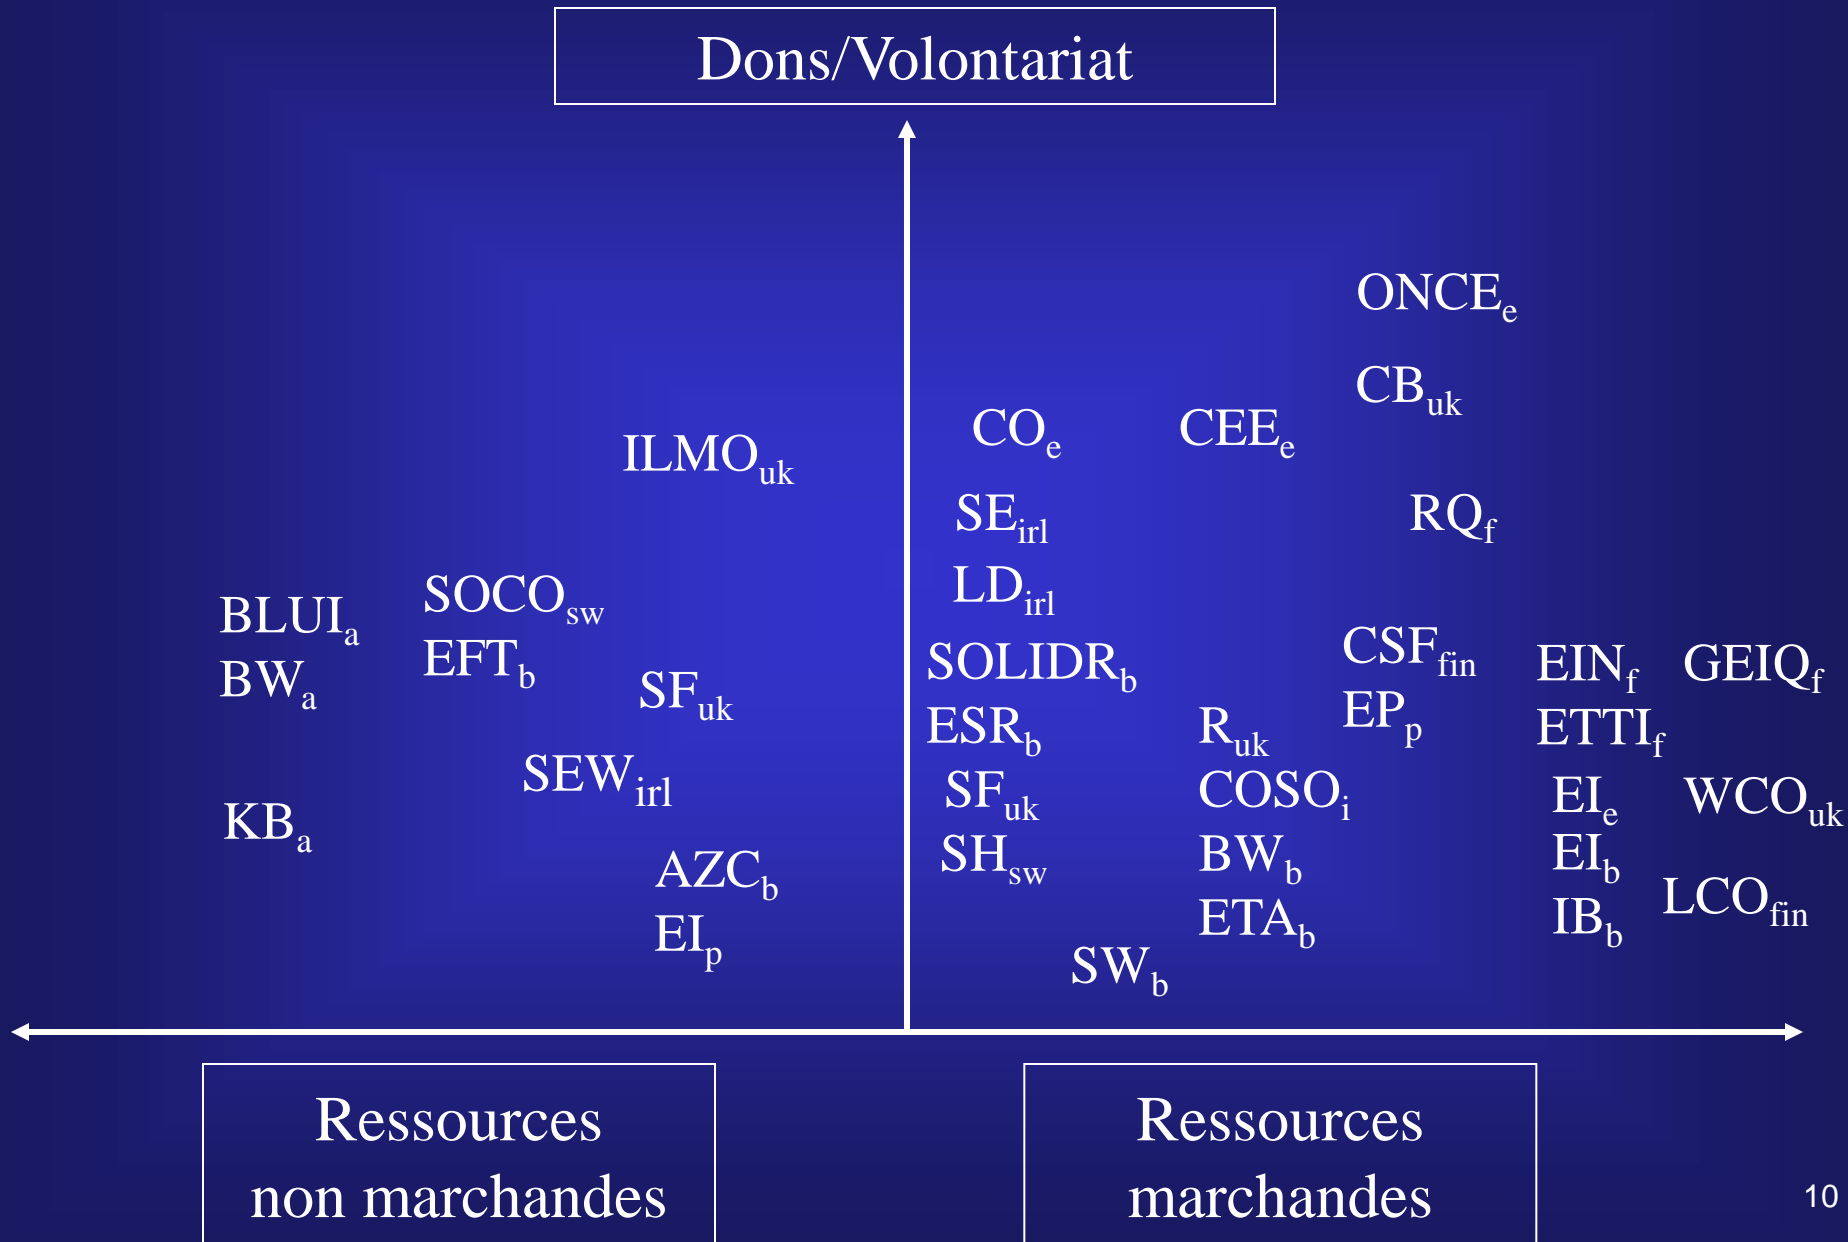 Dons/Volontariat
ONCEe
CBuk
COe CEEe
ILMOuk
SEirl RQf
LDirl
SOCOsw
BLUIa
EFTb
BWa
SFuk
SOLIDRb
CSFfin
EINf GEIQf
ESRb Ruk EPp ETTIf
SEWirl
SFuk COSOi EIe WCOuk
KBa
SHsw BWb EIb
AZCb
LCOfin
EIp
ETAb IBb
SWb
Ressources
non marchandes
Ressources
marchandes
10